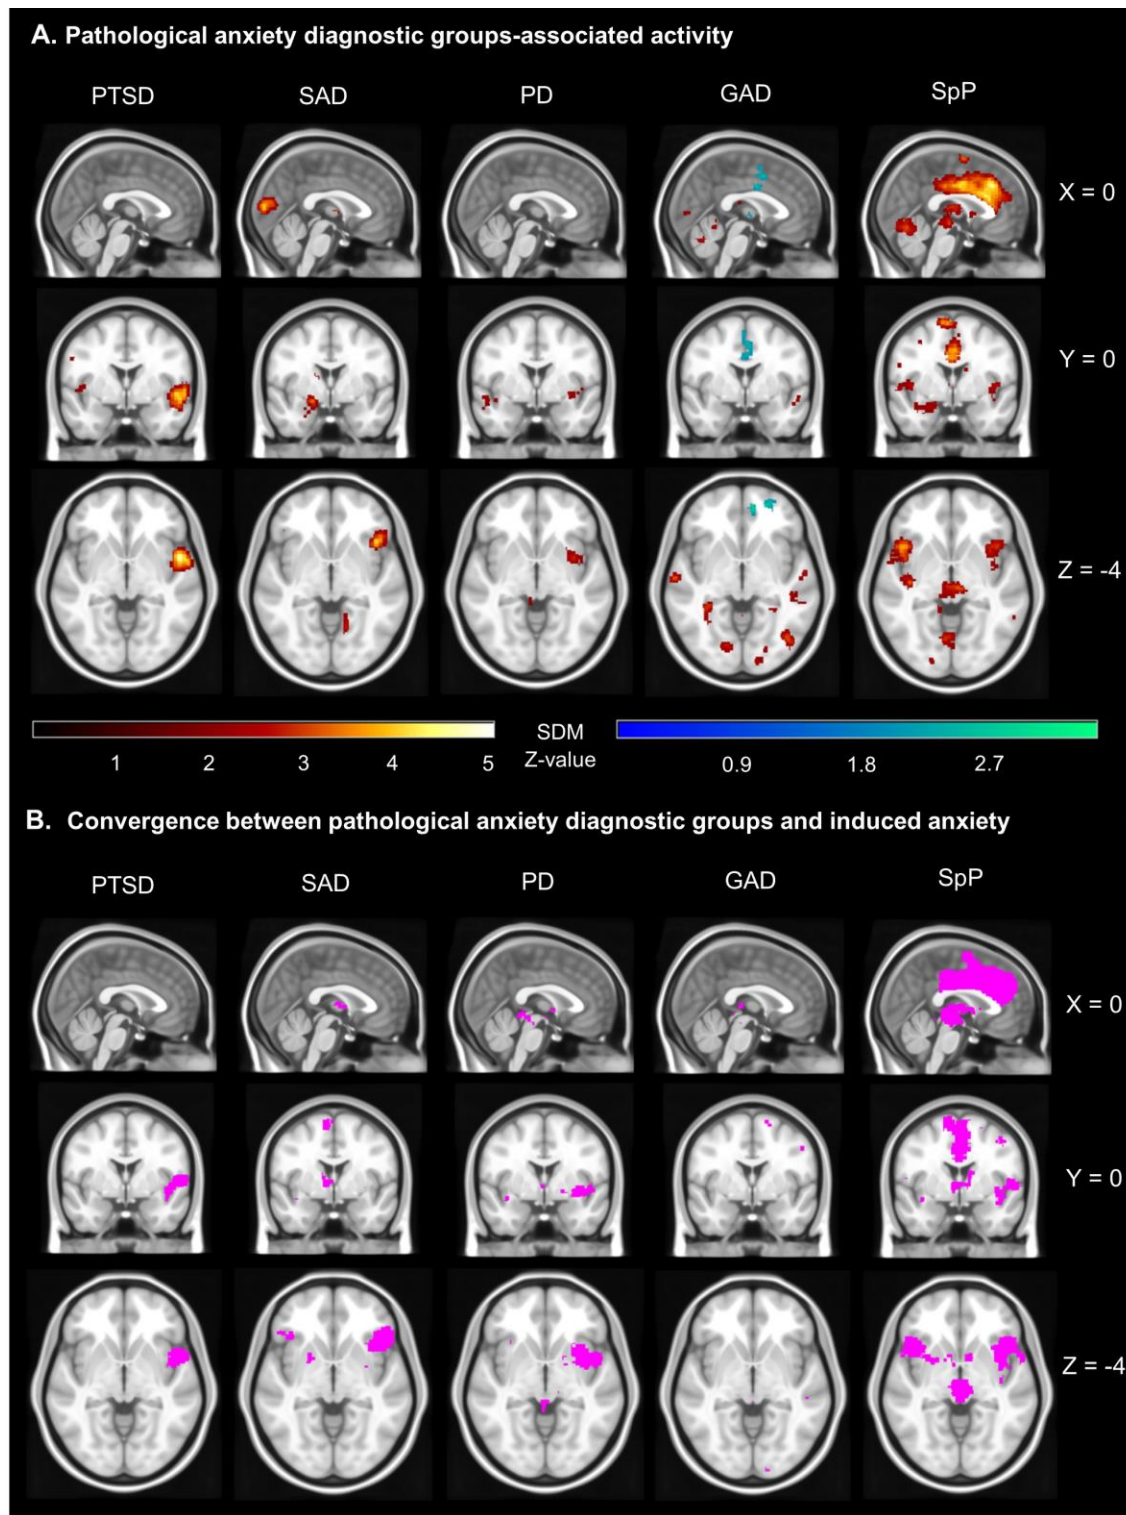 A. Pathological anxiety diagnostic groups-associated activity
PTSD SAD PD GAD SpP
X = 0
Y = 0
Z = -4
SDM
Z-value
1 2 3 4 5
0.9 1.8 2.7
B. Convergence between pathological anxiety diagnostic groups and induced anxiety
PTSD SAD PD GAD SpP
X = 0
Y = 0
Z = -4